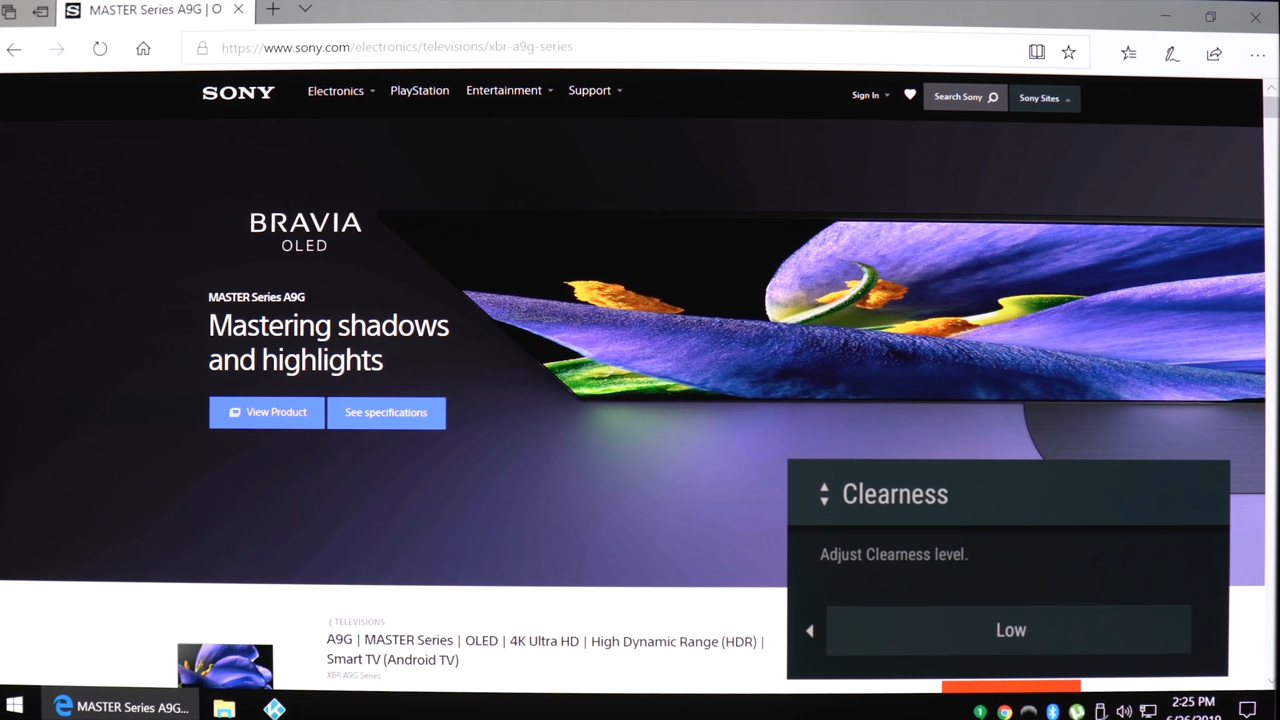 MASTER Series A9G | O
https://www.sony.com/electronics/televisions/xbr-a9g-series
SONY
Electronics
PlayStation
Entertainment
Support
Sign In
Search Sony
Sony Sites
BRAVIA
OLED
MASTER Series A9G
Mastering shadows
and highlights
View Product
See specifications
Clearness
Adjust Clearness level.
Low
TELEVISIONS
A9G | MASTER Series | OLED | 4K Ultra HD | High Dynamic Range (HDR) |
Smart TV (Android TV)
XBR A9G Series
MASTER Series A9G...
2:25 PM
6/26/2019